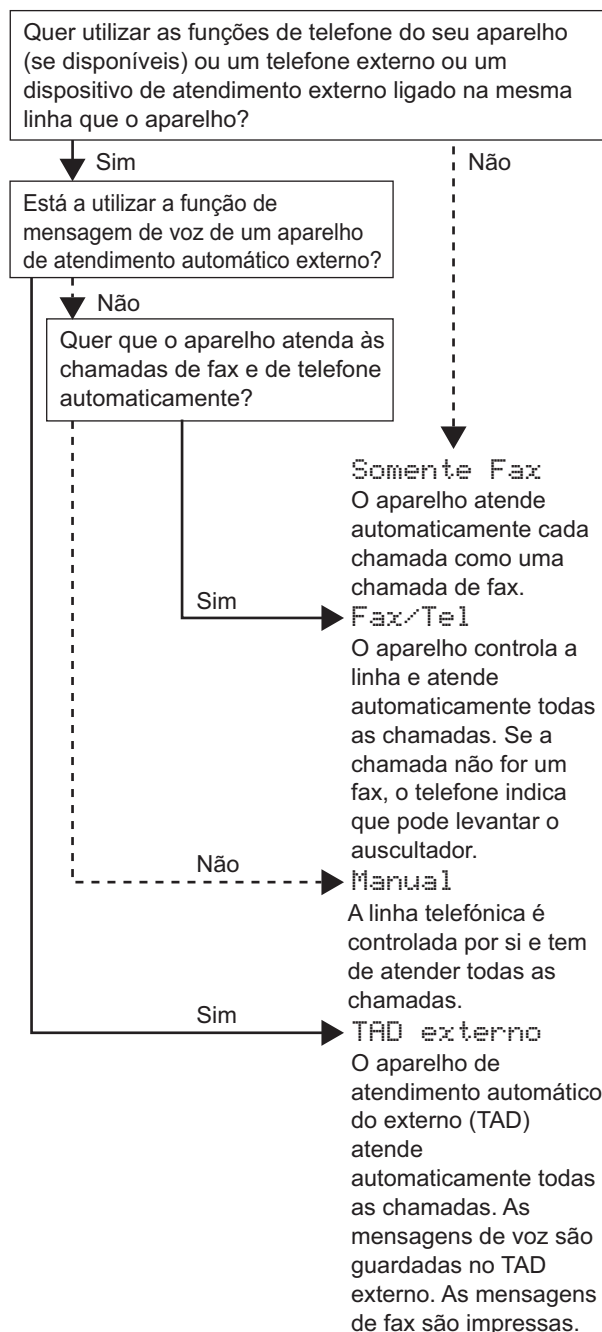 Quer utilizar as funções de telefone do seu aparelho
(se disponíveis) ou um telefone externo ou um
dispositivo de atendimento externo ligado na mesma
linha que o aparelho?
Sim
Não
Está a utilizar a função de
mensagem de voz de um aparelho
de atendimento automático externo?
Não
Quer que o aparelho atenda às
chamadas de fax e de telefone
automaticamente?
Somente Fax
O aparelho atende
automaticamente cada
chamada como uma
chamada de fax.
Sim
Fax/Tel
O aparelho controla a
linha e atende
automaticamente todas
as chamadas. Se a
chamada não for um
fax, o telefone indica
que pode levantar o
auscultador.
Não
Manual
A linha telefónica é
controlada por si e tem
de atender todas as
chamadas.
Sim
TAD externo
O aparelho de
atendimento automático
do externo (TAD)
atende
automaticamente todas
as chamadas. As
mensagens de voz são
guardadas no TAD
externo. As mensagens
de fax são impressas.